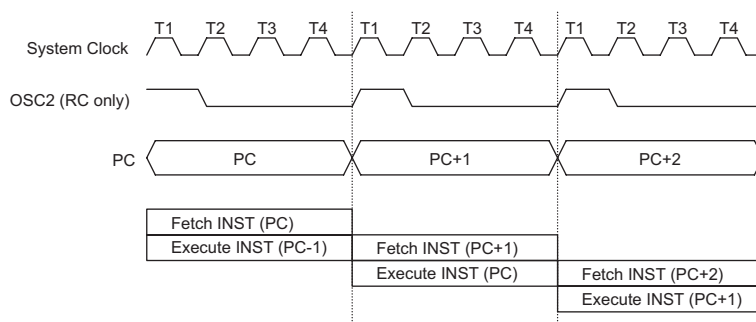 T1 T2 T3 T4 T1 T2 T3 T4 T1 T2 T3 T4
System Clock
OSC2 (RC only)
PC PC PC+1 PC+2
Fetch INST (PC)
Execute INST (PC-1) Fetch INST (PC+1)
Execute INST (PC) Fetch INST (PC+2)
Execute INST (PC+1)